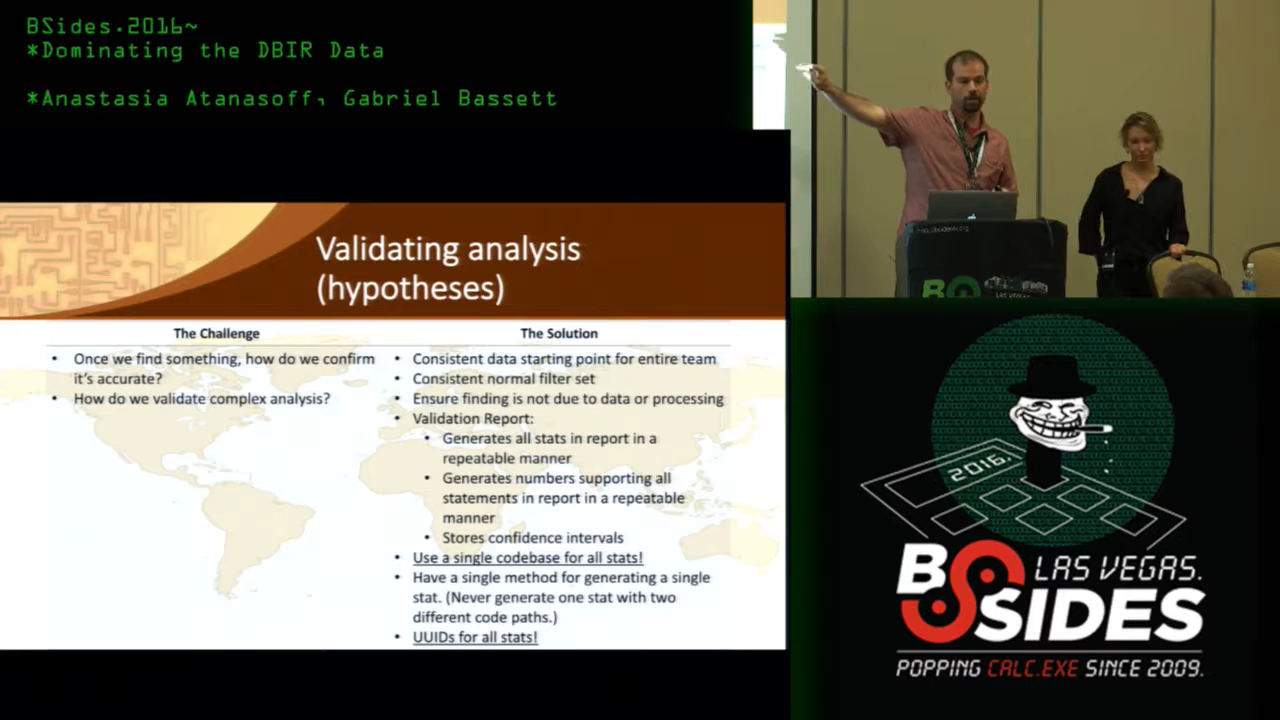 BSides.2016~
*Dominating the DBIR Data
*Anastasia Atanasoff, Gabriel Bassett
Validating analysis
(hypotheses)
The Challenge
• Once we find something, how do we confirm
it's accurate?
• How do we validate complex analysis?
The Solution
• Consistent data starting point for entire team
• Consistent normal filter set
• Ensure finding is not due to data or processing
• Validation Report:
• Generates all stats in report in a
repeatable manner
• Generates numbers supporting all
statements in report in a repeatable
manner
• Stores confidence intervals
• Use a single codebase for all stats!
• Have a single method for generating a single
stat. (Never generate one stat with two
different code paths.)
• UUIDs for all stats!
LAS VEGAS
2016.
BSIDES
LAS VEGAS.
POPPING CALC.EXE SINCE 2009.